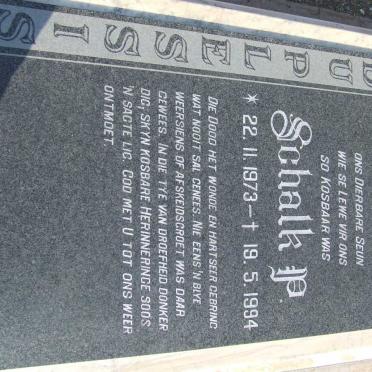 DU PLESSIS
ONS DIERBARE SEUN
WIE SE LEWE VIR ONS
SO KOSBAAR WAS
Schalk P.
* 22.11.1973 – † 19.5.1994
DIE DOOD HET WONDE EN HARTSEER GEBRING
WAT NOOIT SAL GENEES. NIE EENS 'N BLYE
WEERSIENS OF AFSKEIDSGROET WAS DAAR
GEWEES. IN DIE TYE VAN DROEFHEID DONKER
DIG, SKYN KOSBARE HERINNERINGE SOOS
'N SAGTE LIG. GOD MET U TOT ONS WEER
ONTMOET.